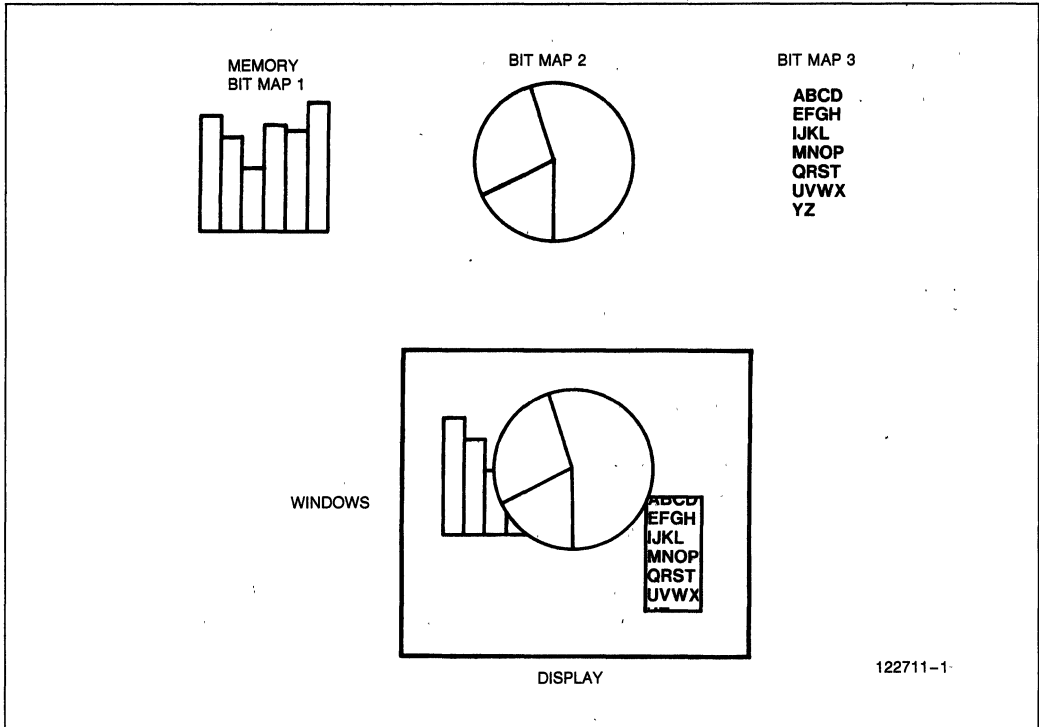 MEMORY
BIT MAP 1
BIT MAP 2
BIT MAP 3
ABCD
EFGH
IJKL
MNOP
QRST
UVWX
YZ
WINDOWS
ABCD
EFGH
IJKL
MNOP
QRST
UVWX
DISPLAY
122711-1